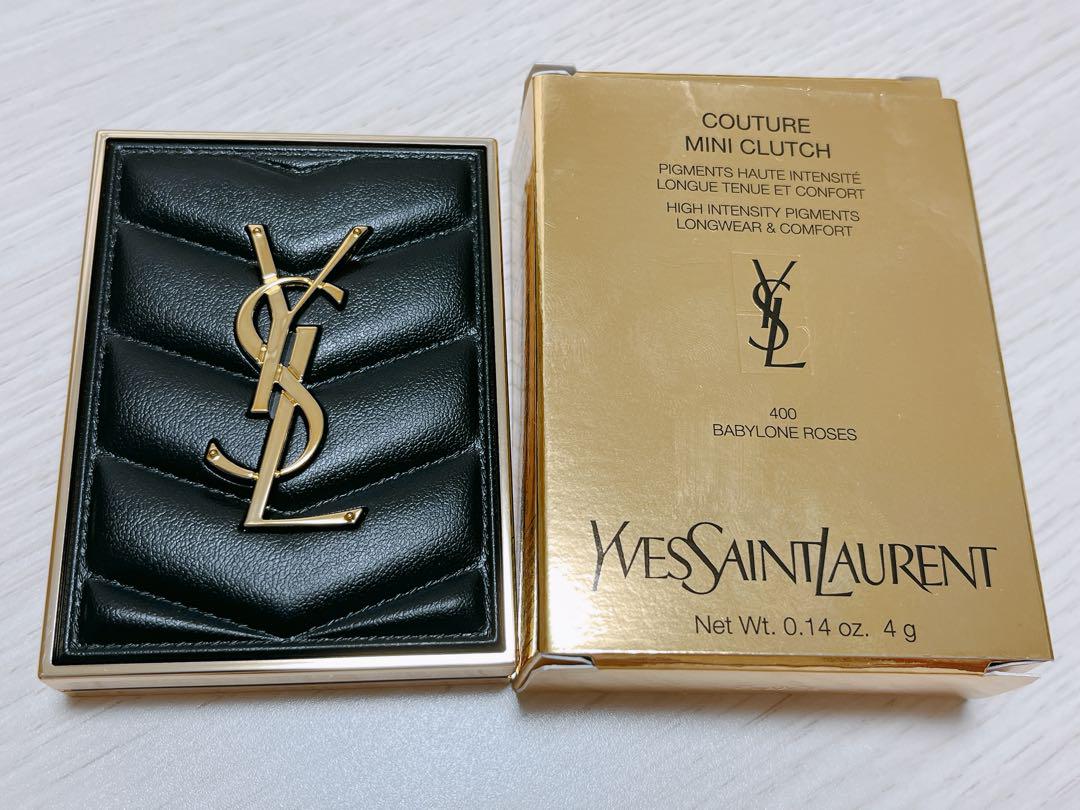 YSL
COUTURE
MINI CLUTCH
PIGMENTS HAUTE INTENSITÉ
LONGUE TENUE ET CONFORT
HIGH INTENSITY PIGMENTS
LONGWEAR & COMFORT
YSL
400
BABYLONE ROSES
YVESSAINTLAURENT
Net Wt. 0.14 oz. 4 g